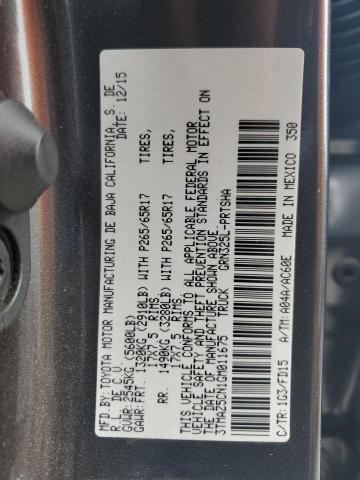 MFD.BY:TOYOTA MOTOR MANUFACTURING DE BAJA CALIFORNIA, S. DE
R. L. DE C. V. DATE: 12/15
GVWR:2545KG (5600LB)
GAWR:FRT. 1320KG (2910LB) WITH P265/65R17 TIRES,
17X7.5 RIMS,
RR. 1490KG (3280LB) WITH P265/65R17 TIRES,
17X7.5 RIMS,
THIS VEHICLE CONFORMS TO ALL APPLICABLE FEDERAL MOTOR
VEHICLE SAFETY AND THEFT PREVENTION STANDARDS IN EFFECT ON
THE DATE OF MANUFACTURE SHOWN ABOVE.
3TMAZ5CN1GM011675 TRUCK GRN325L-PRTSHA
C/TR:1G3/FD15 A/TM:A04A/AC60E MADE IN MEXICO 350